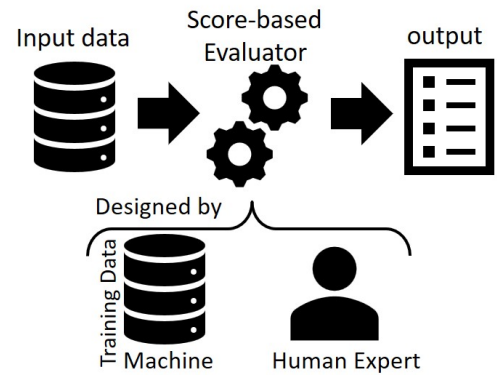 Input data
Score-based
Evaluator
output
Designed by
Training Data
Machine
Human Expert